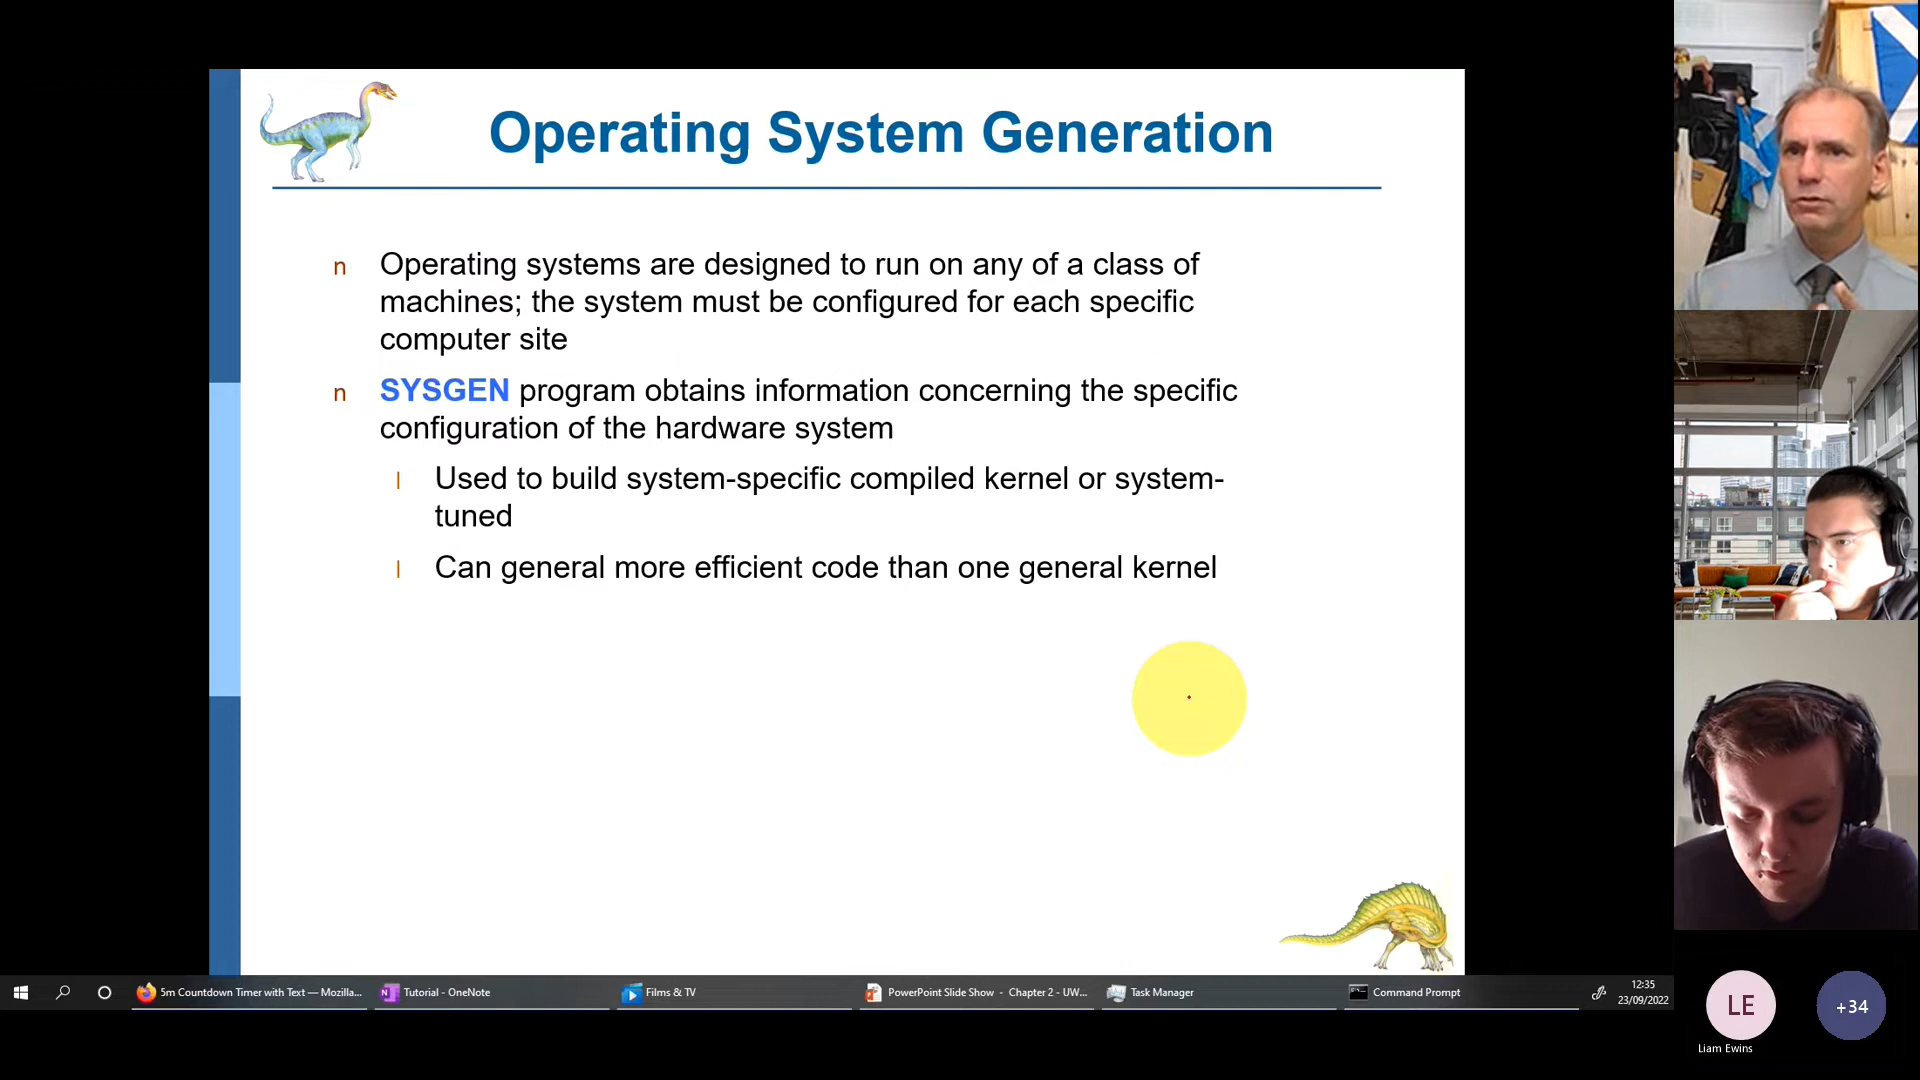 Operating System Generation
n Operating systems are designed to run on any of a class of
machines; the system must be configured for each specific
computer site
n SYSGEN program obtains information concerning the specific
configuration of the hardware system
l Used to build system-specific compiled kernel or system-
tuned
l Can general more efficient code than one general kernel
5m Countdown Timer with Text — Mozilla...
Tutorial - OneNote
Films & TV
PowerPoint Slide Show - Chapter 2 - UW...
Task Manager
Command Prompt
12:35
23/09/2022
LE
+34
Liam Ewins